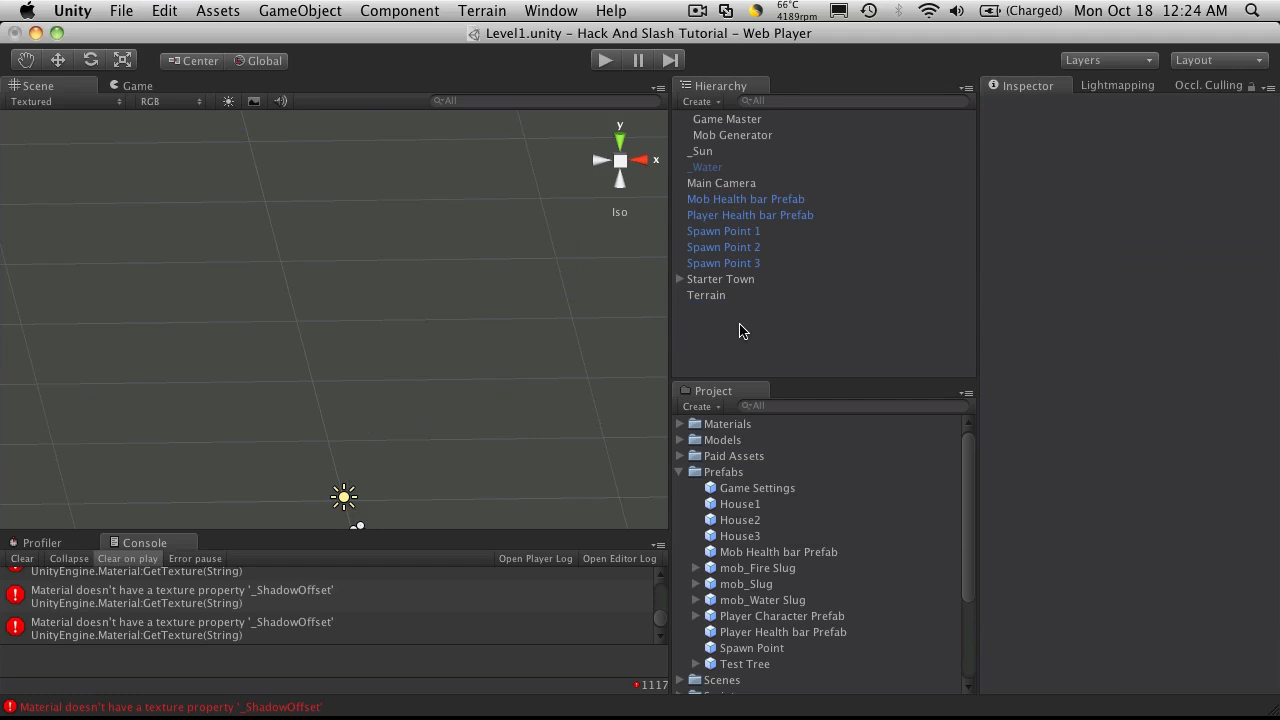 Unity File Edit Assets GameObject Component Terrain Window Help 66°C 4189rpm (Charged) Mon Oct 18 12:24 AM
Level1.unity - Hack And Slash Tutorial - Web Player
Center Global Layers Layout
Scene Game
Textured RGB All
y
x
Iso
Hierarchy
Create All
Game Master
Mob Generator
_Sun
_Water
Main Camera
Mob Health bar Prefab
Player Health bar Prefab
Spawn Point 1
Spawn Point 2
Spawn Point 3
Starter Town
Terrain
Inspector Lightmapping Occl. Culling
Project
Create All
Materials
Models
Paid Assets
Prefabs
Game Settings
House1
House2
House3
Mob Health bar Prefab
mob_Fire Slug
mob_Slug
mob_Water Slug
Player Character Prefab
Player Health bar Prefab
Spawn Point
Test Tree
Scenes
Profiler Console
Clear Collapse Clear on play Error pause Open Player Log Open Editor Log
UnityEngine.Material:GetTexture(String)
Material doesn't have a texture property '_ShadowOffset'
UnityEngine.Material:GetTexture(String)
Material doesn't have a texture property '_ShadowOffset'
UnityEngine.Material:GetTexture(String)
1117
Material doesn't have a texture property '_ShadowOffset'